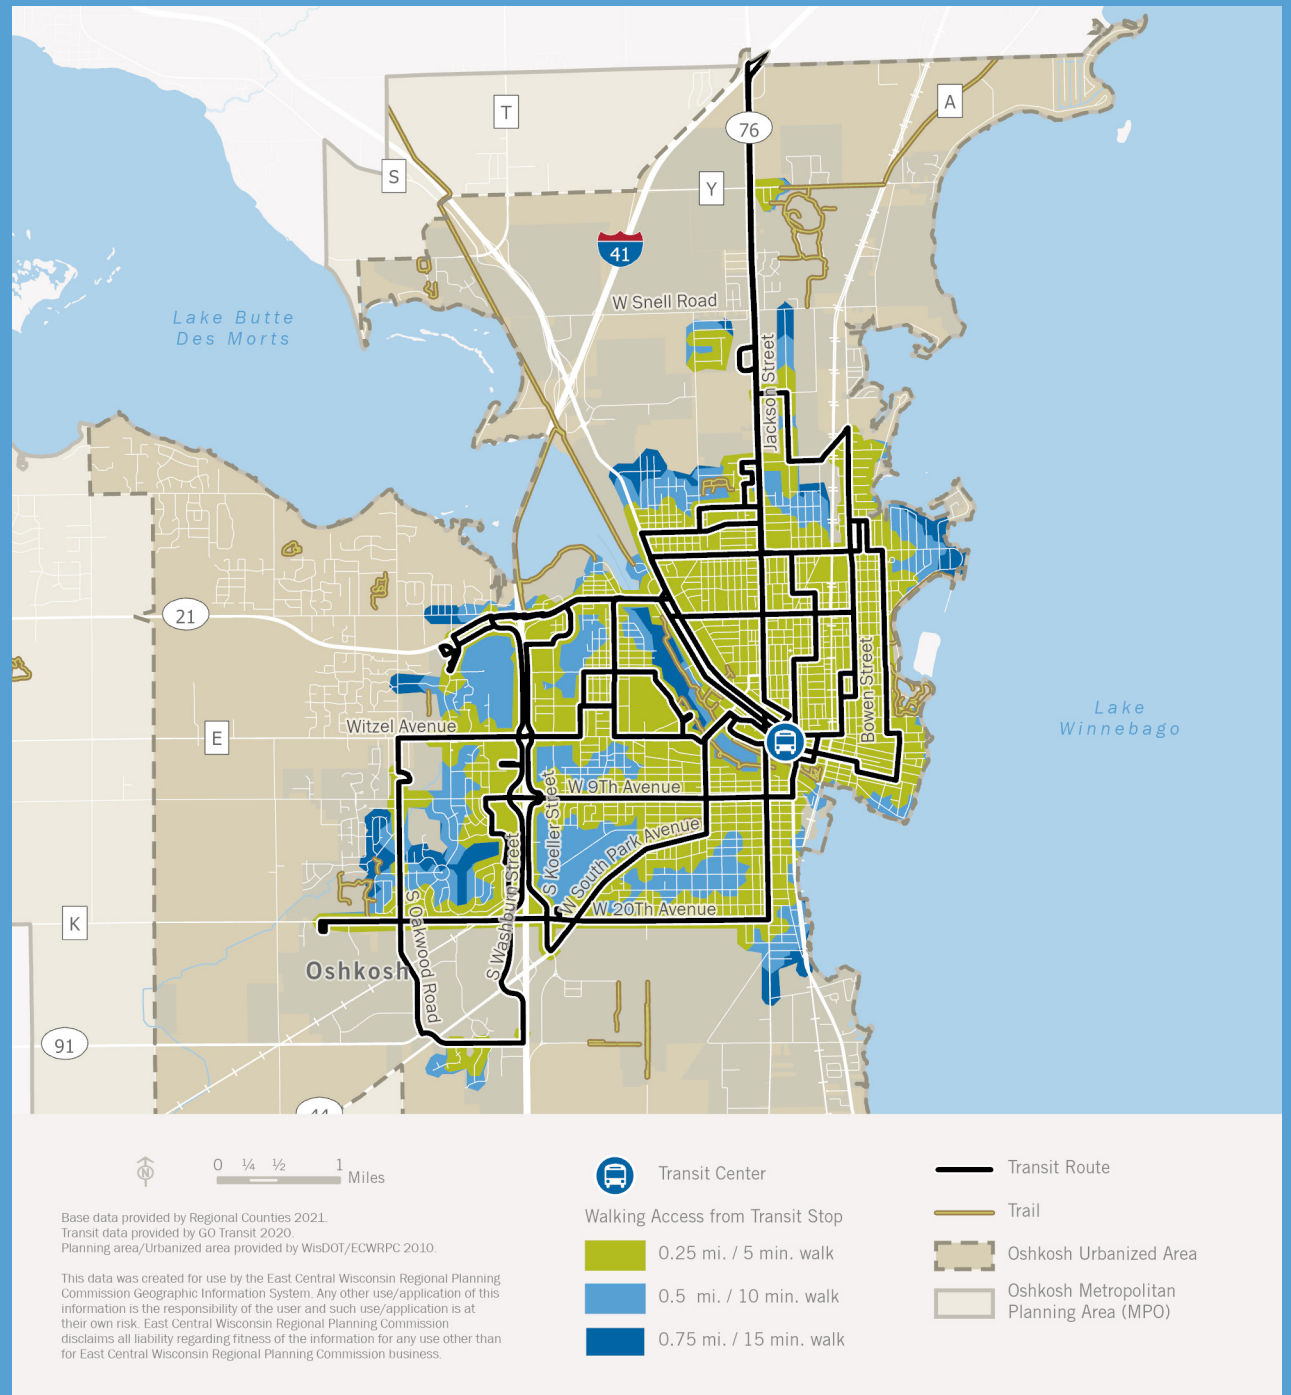 T
A
76
S
Y
41
W Snell Road
Lake Butte
Des Morts
Jackson Street
21
Bowen Street
Lake
Winnebago
Witzel Avenue
E
W 9Th Avenue
S Koeller Street
W South Park Avenue
S Washburn Street
W 20Th Avenue
S Oakwood Road
K
Oshkosh
91
44
N
0 ¼ ½ 1
Miles
Base data provided by Regional Counties 2021.
Transit data provided by GO Transit 2020.
Planning area/Urbanized area provided by WisDOT/ECWRPC 2010.
This data was created for use by the East Central Wisconsin Regional Planning
Commission Geographic Information System. Any other use/application of this
information is the responsibility of the user and such use/application is at
their own risk. East Central Wisconsin Regional Planning Commission
disclaims all liability regarding fitness of the information for any use other than
for East Central Wisconsin Regional Planning Commission business.
Transit Center
Walking Access from Transit Stop
0.25 mi. / 5 min. walk
0.5 mi. / 10 min. walk
0.75 mi. / 15 min. walk
Transit Route
Trail
Oshkosh Urbanized Area
Oshkosh Metropolitan
Planning Area (MPO)